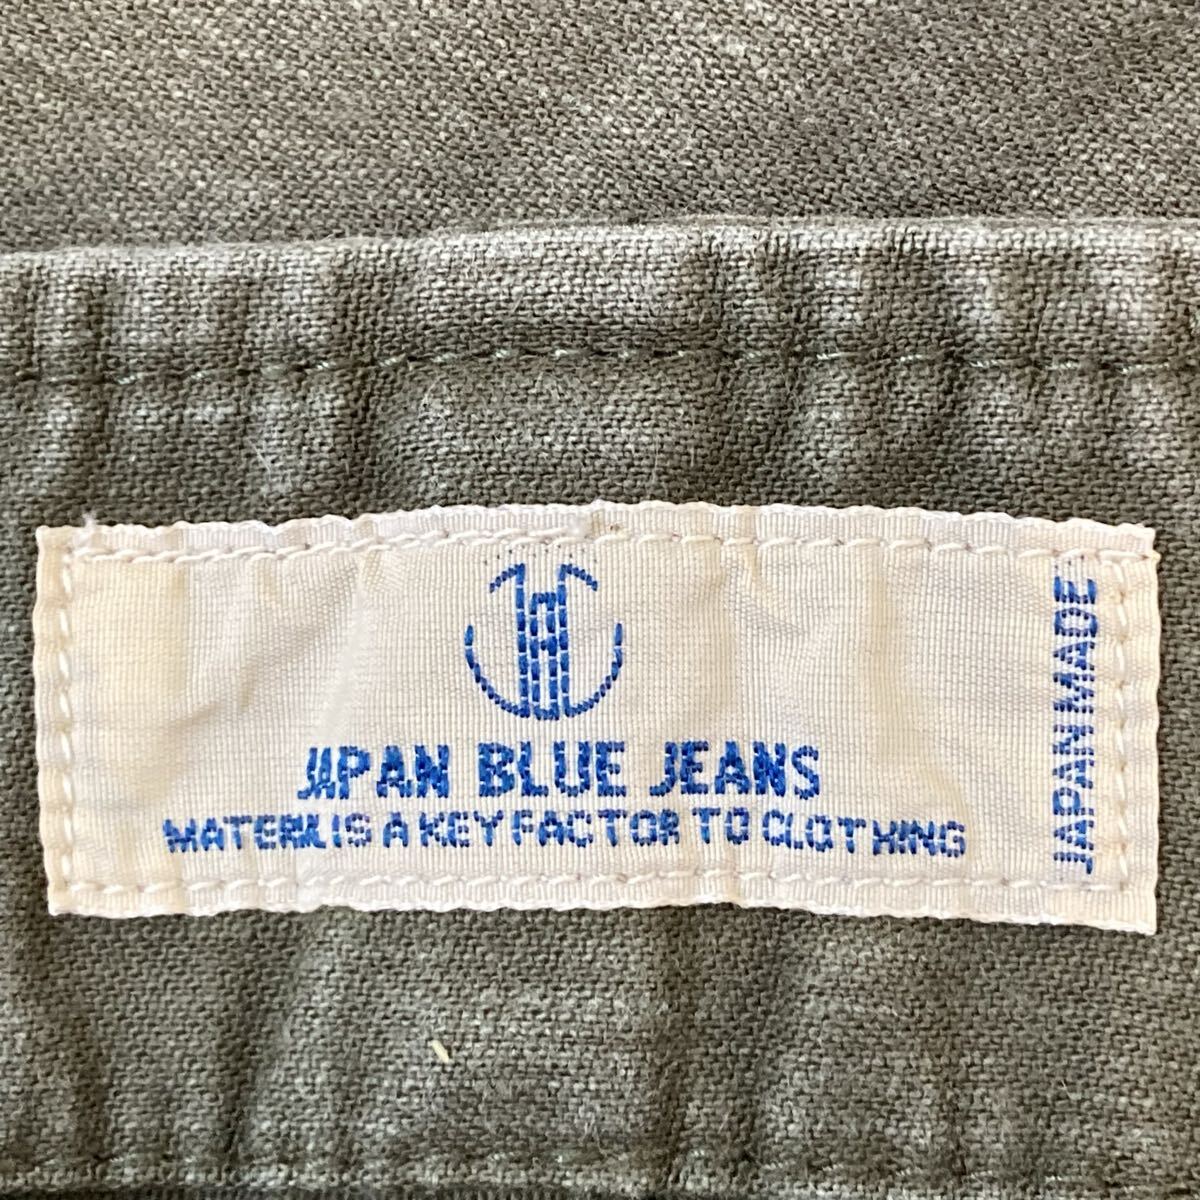 JAPAN BLUE JEANS
MATERIAL IS A KEY FACTOR TO CLOTHING
JAPAN MADE